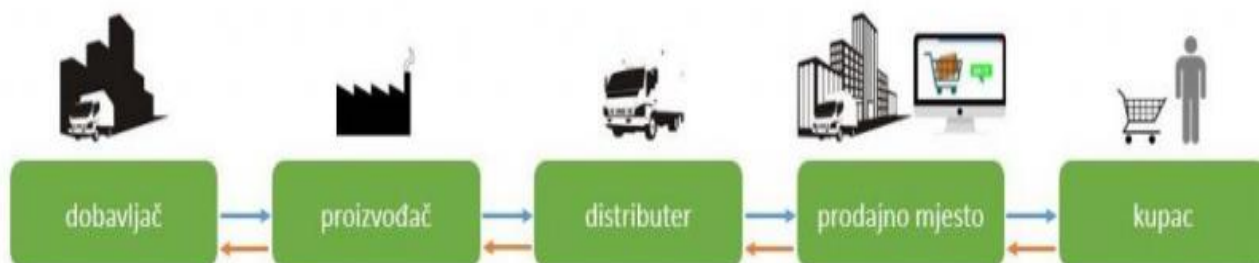 dobavljač
proizvođač
distributer
prodajno mjesto
kupac